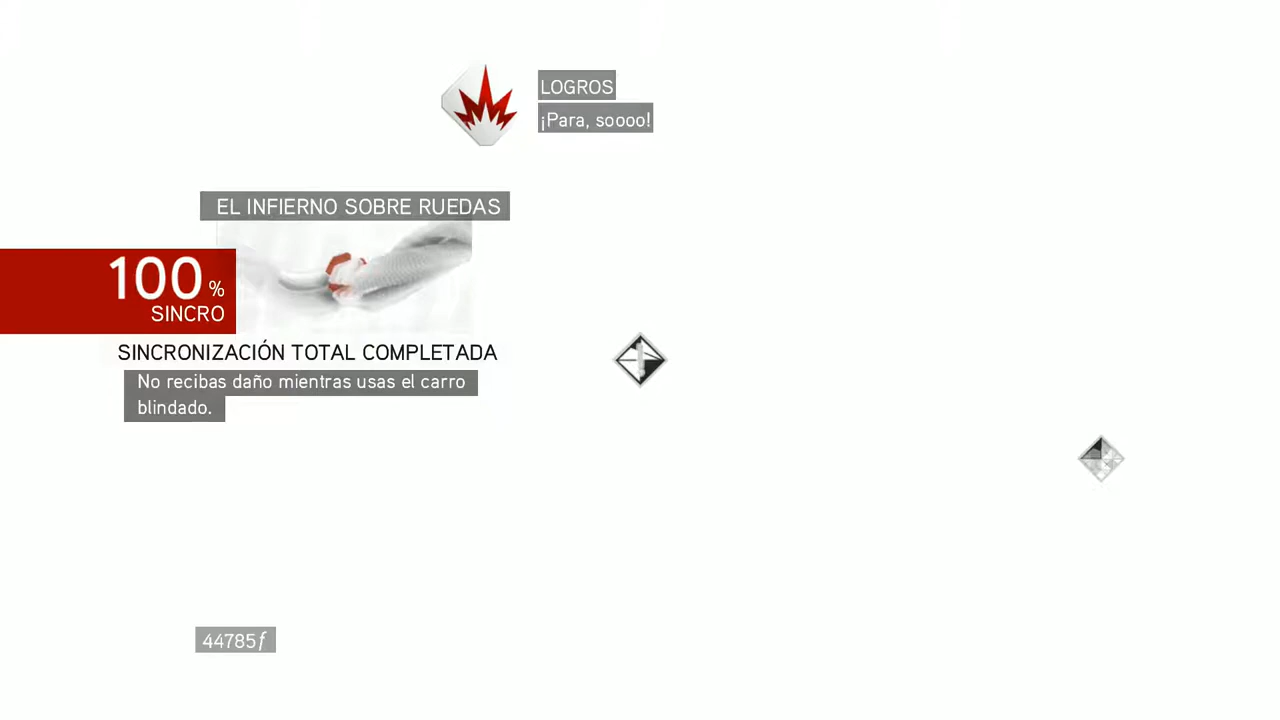 LOGROS
¡Para, soooo!
EL INFIERNO SOBRE RUEDAS
100 %
SINCRO
SINCRONIZACIÓN TOTAL COMPLETADA
No recibas daño mientras usas el carro
blindado.
44785ƒ